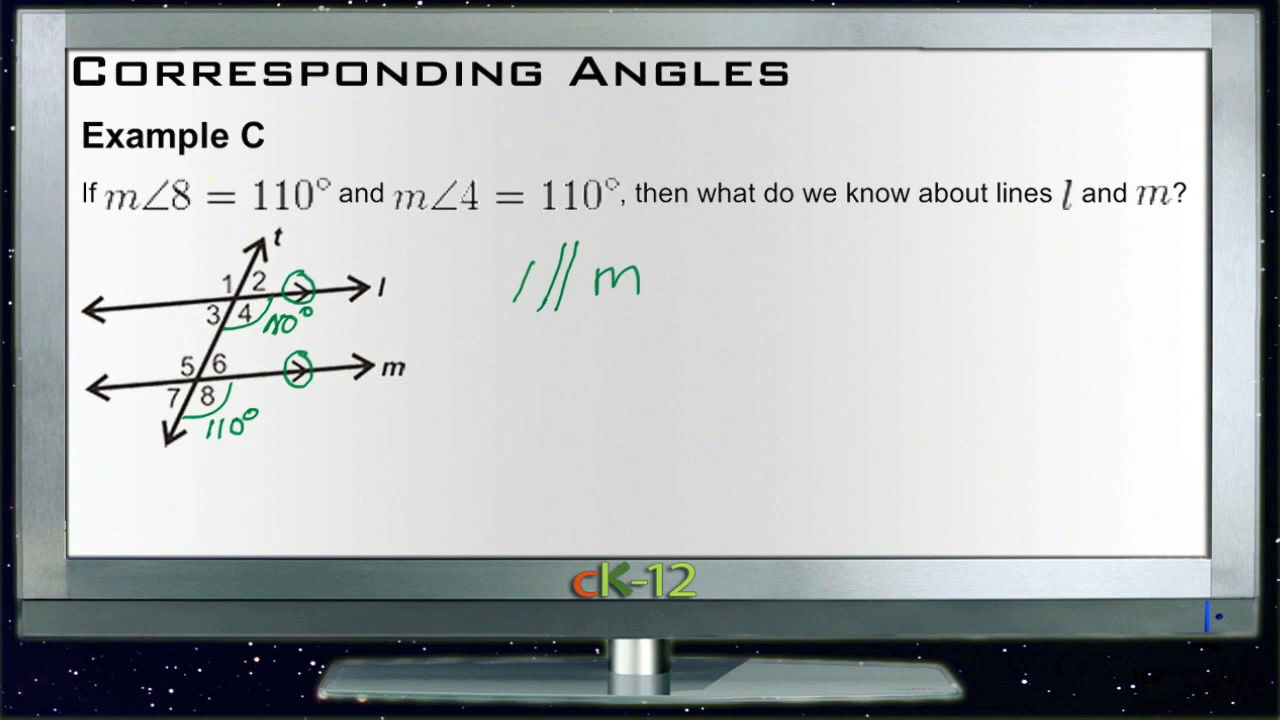 CORRESPONDING ANGLES
Example C
If m∠8 = 110° and m∠4 = 110°, then what do we know about lines l and m?
t
1 2
l
3 4
110°
5 6
m
7 8
110°
l // m
cK-12